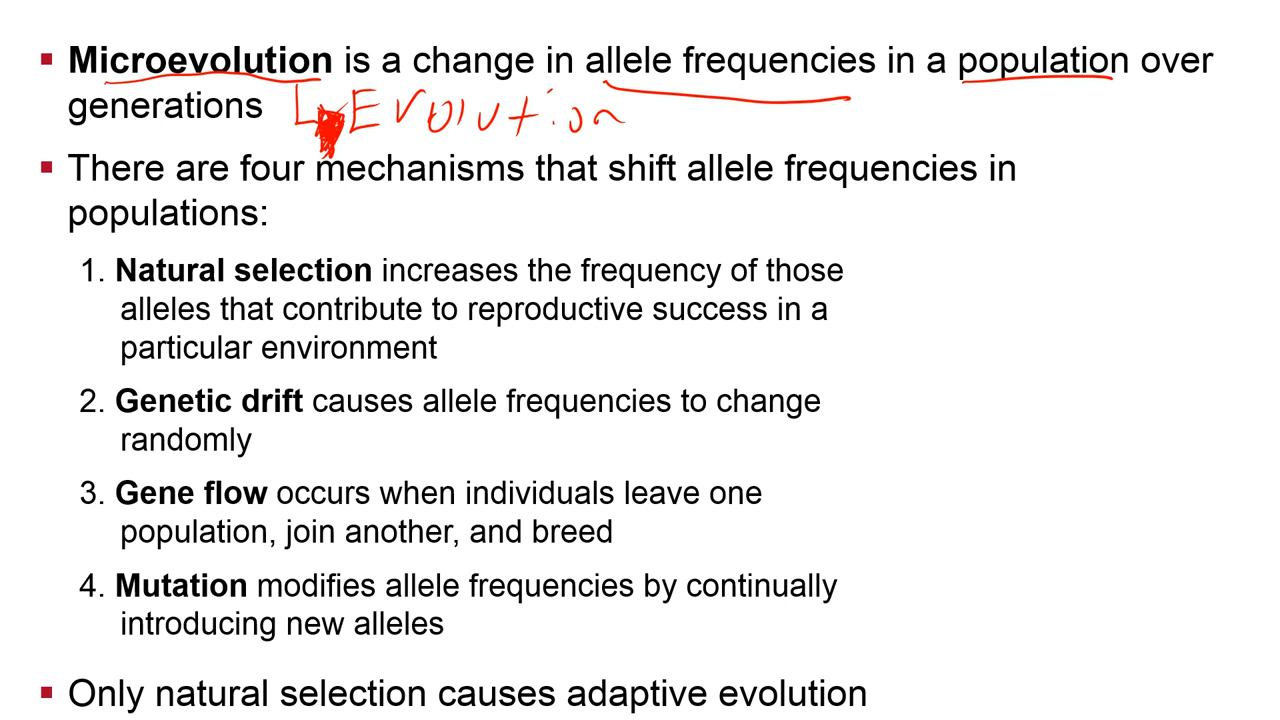 ▪ Microevolution is a change in allele frequencies in a population over
generations
Evolution
▪ There are four mechanisms that shift allele frequencies in
populations:
1. Natural selection increases the frequency of those
alleles that contribute to reproductive success in a
particular environment
2. Genetic drift causes allele frequencies to change
randomly
3. Gene flow occurs when individuals leave one
population, join another, and breed
4. Mutation modifies allele frequencies by continually
introducing new alleles
▪ Only natural selection causes adaptive evolution